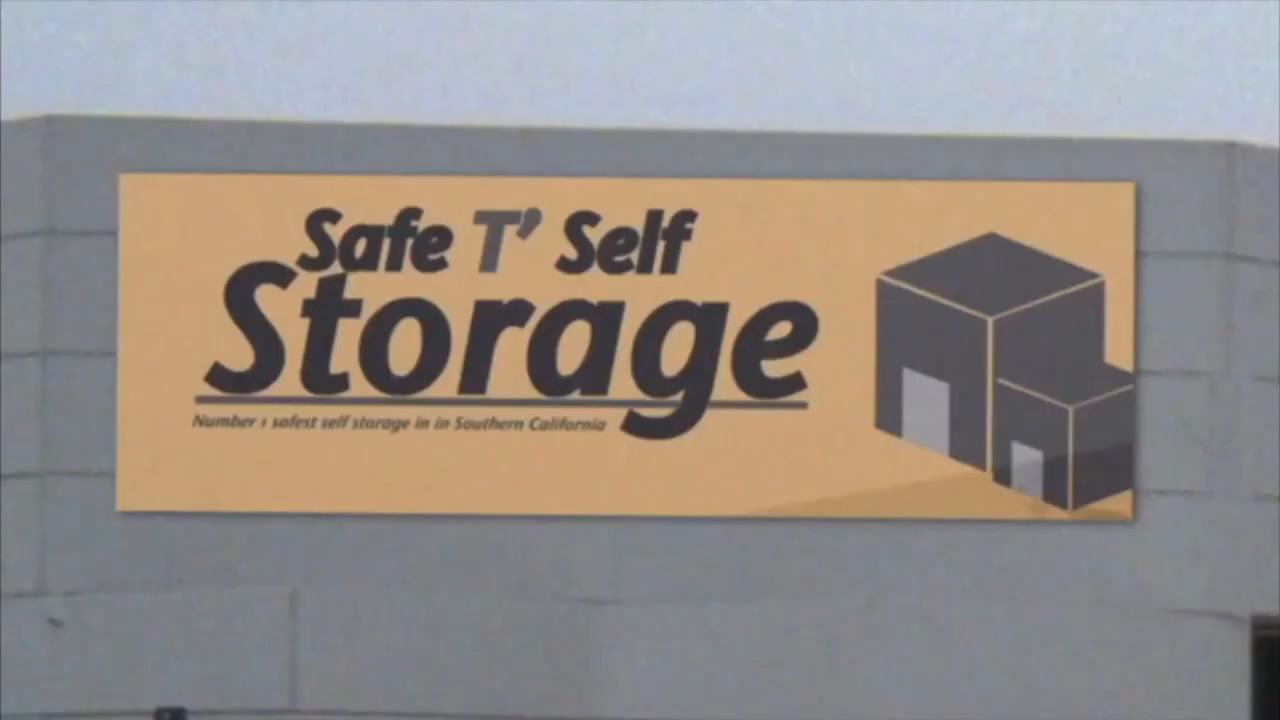 Safe T' Self
Storage
Number 1 safest self storage in in Southern California